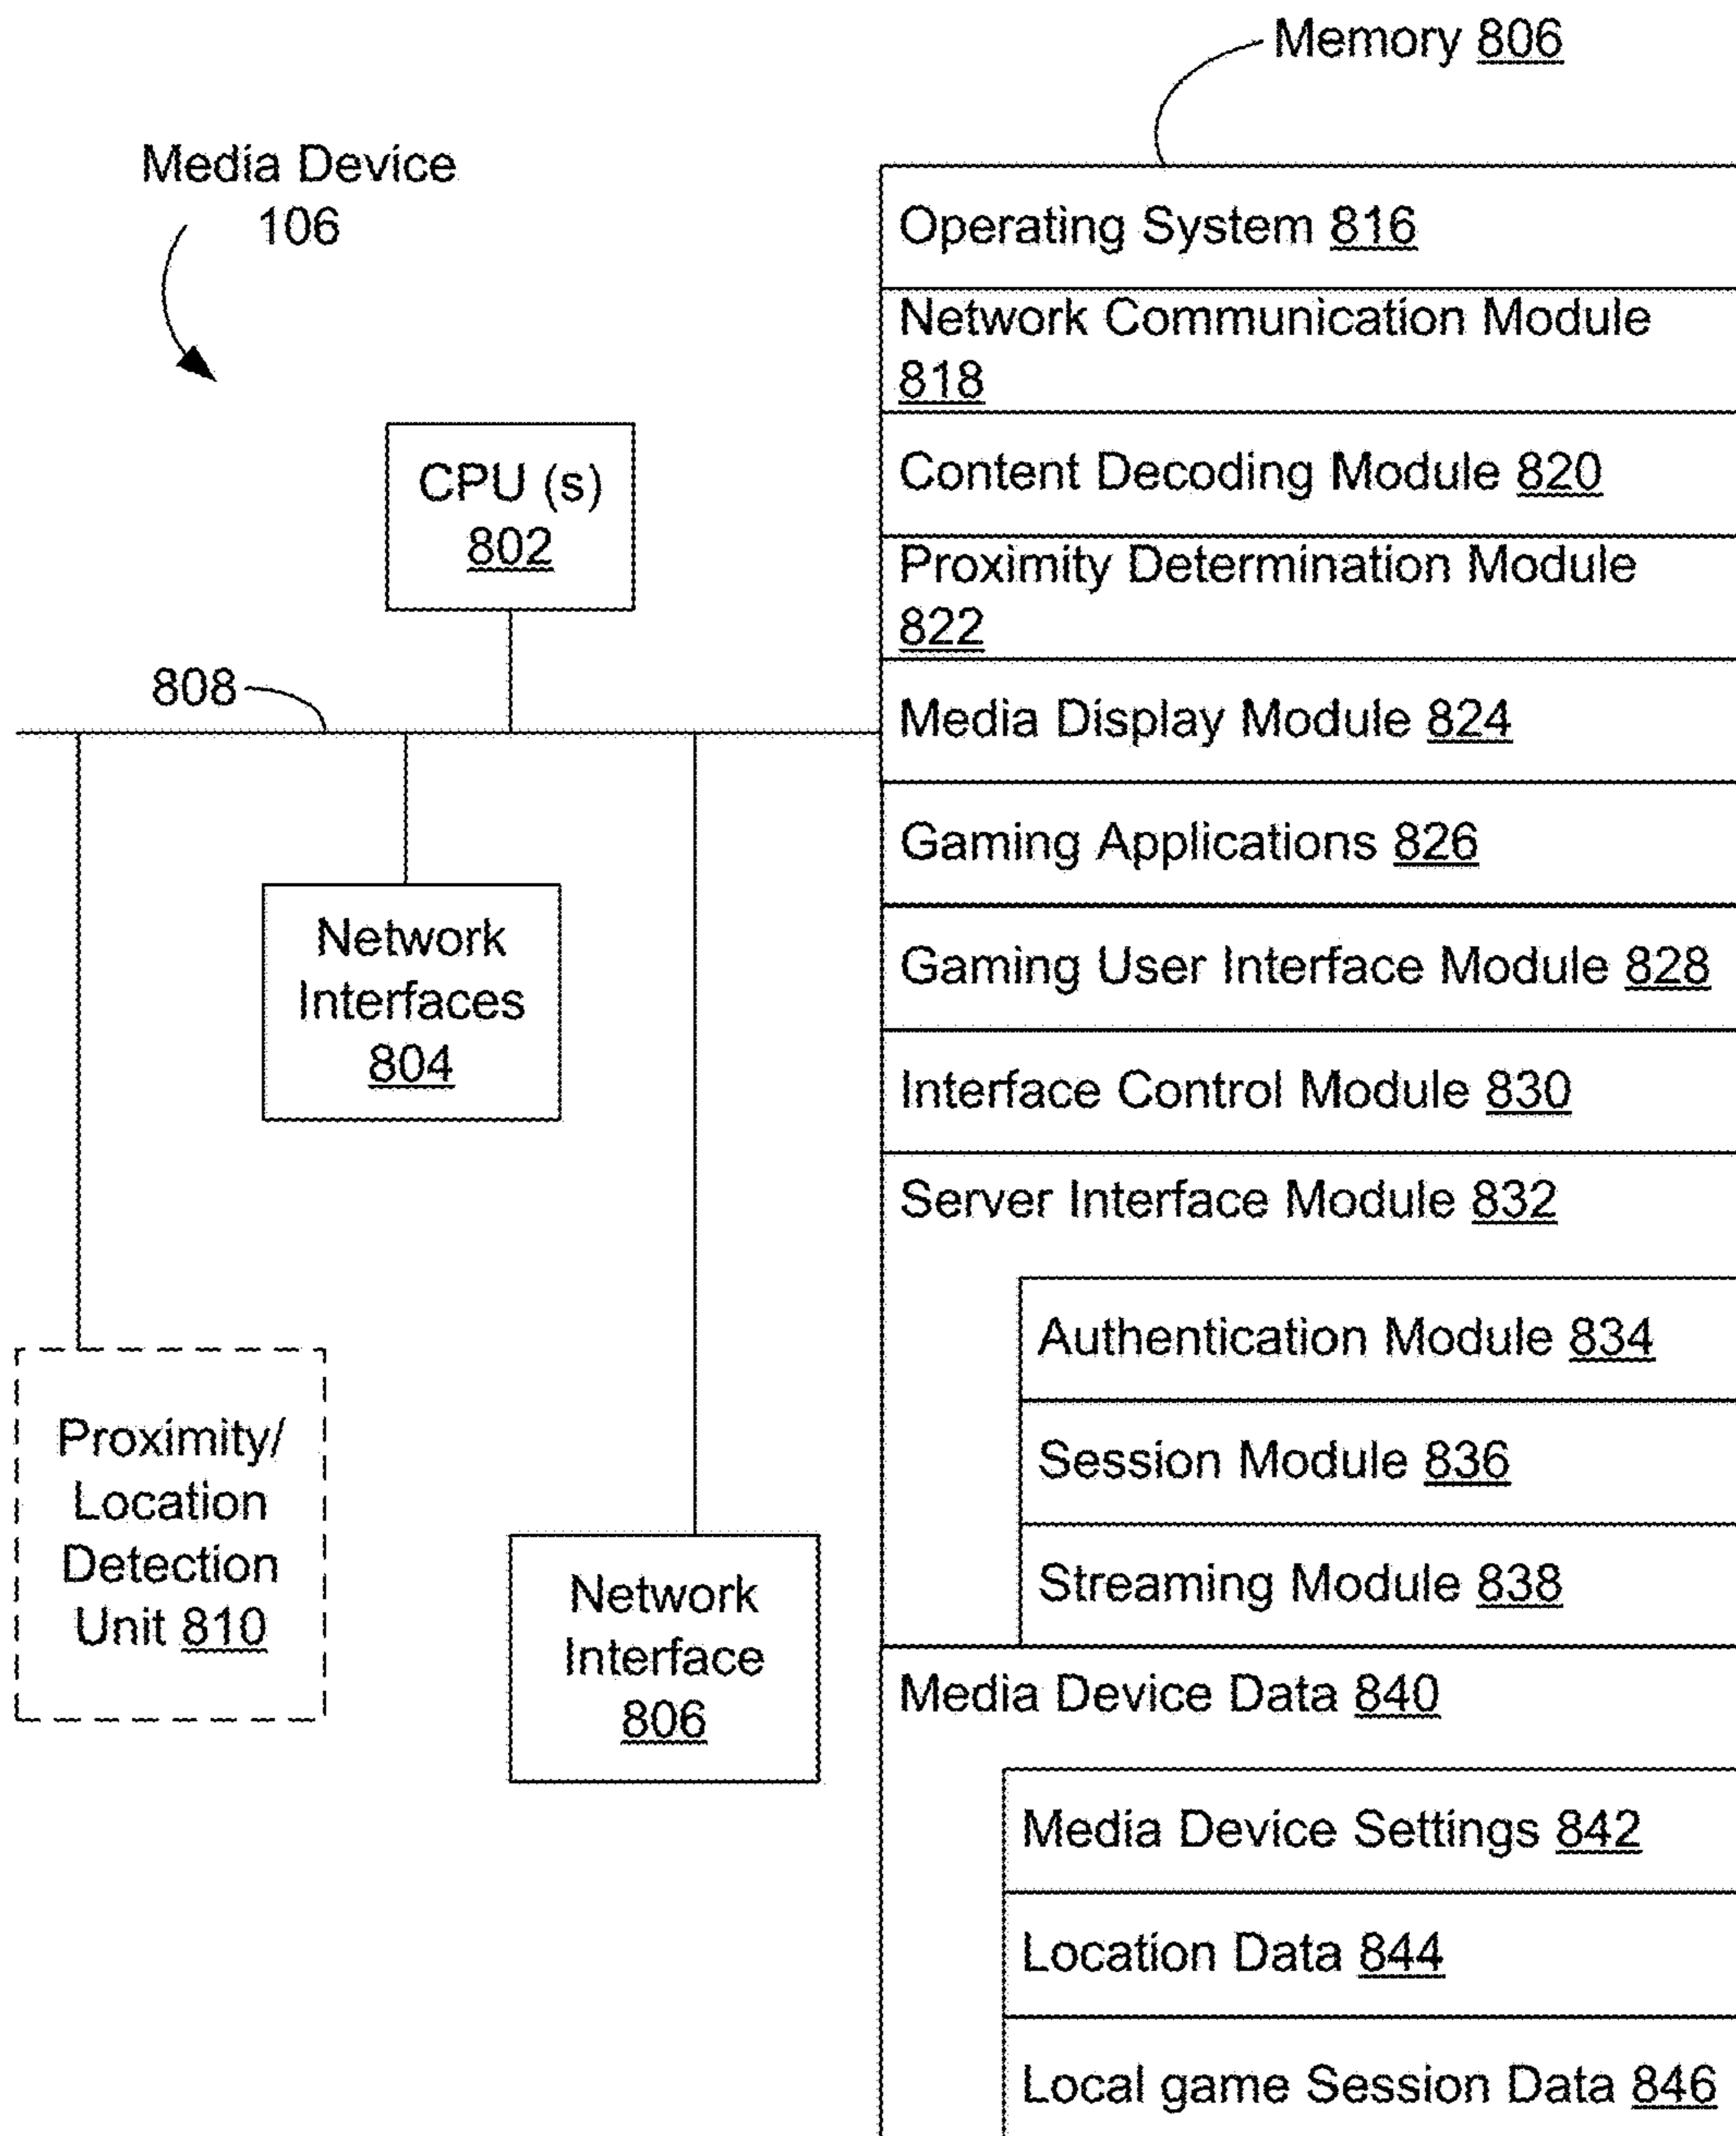 Memory 806
Media Device
106
CPU (s)
802
808
Network
Interfaces
804
Proximity/
Location
Detection
Unit 810
Network
Interface
806
Operating System 816
Network Communication Module
818
Content Decoding Module 820
Proximity Determination Module
822
Media Display Module 824
Gaming Applications 826
Gaming User Interface Module 828
Interface Control Module 830
Server Interface Module 832
Authentication Module 834
Session Module 836
Streaming Module 838
Media Device Data 840
Media Device Settings 842
Location Data 844
Local game Session Data 846